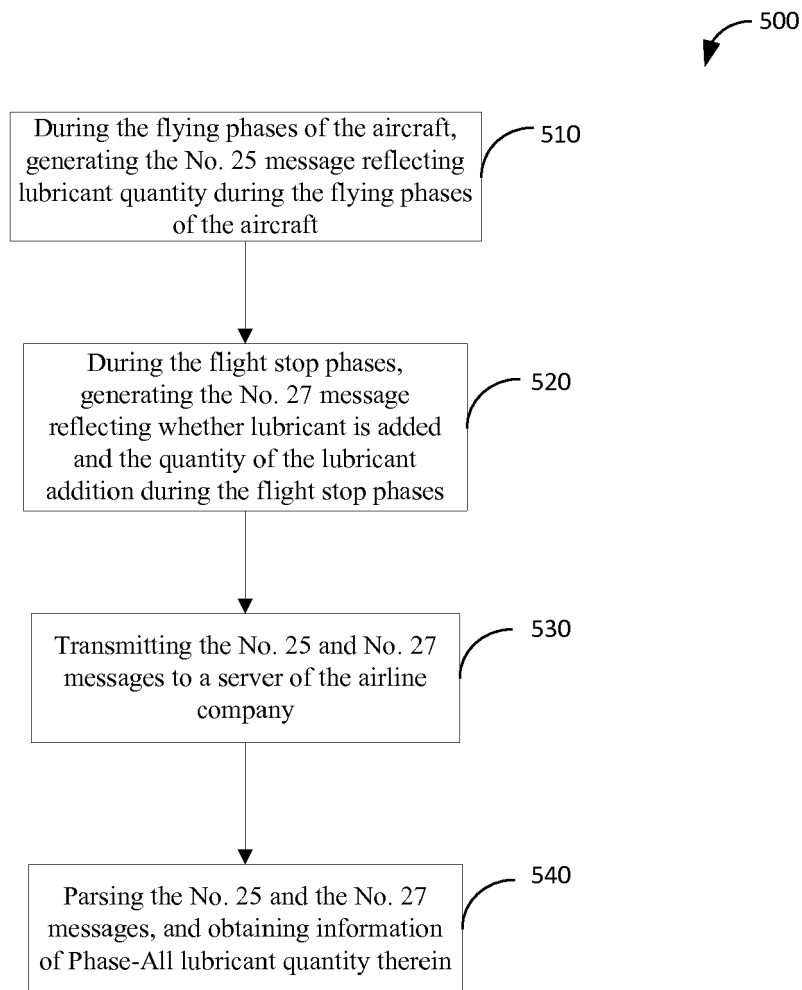 500
During the flying phases of the aircraft,
generating the No. 25 message reflecting
lubricant quantity during the flying phases
of the aircraft
510
During the flight stop phases,
generating the No. 27 message
reflecting whether lubricant is added
and the quantity of the lubricant
addition during the flight stop phases
520
Transmitting the No. 25 and No. 27
messages to a server of the airline
company
530
Parsing the No. 25 and the No. 27
messages, and obtaining information
of Phase-All lubricant quantity therein
540